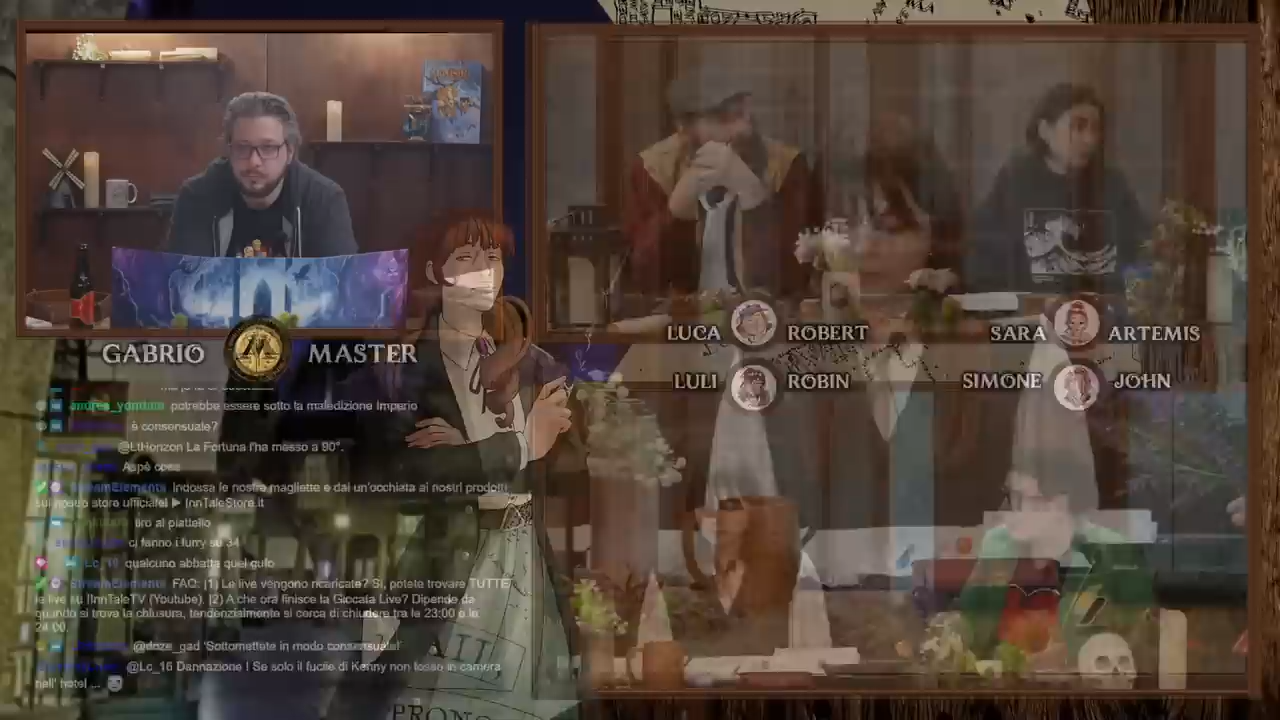 GABRIO MASTER
LUCA ROBERT
SARA ARTEMIS
LULI ROBIN
SIMONE JOHN
potrebbe essere sotto la maledizione Imperio
è consensuale?
@LtHorizon La Fortuna l'ha messo a 90°.
Aspè cosa
StreamElements Indossa le nostre magliette e dai un'occhiata ai nostri prodotti
sul nostro store ufficiale! ▶ InnTaleStore.it
tiro al piattello
ci fanno i furry su 34
Lc_16 qualcuno abbatta quel gufo
StreamElements FAQ: (1) Le live vengono ricaricate? Sì, potete trovare TUTTE
le live su InnTaleTV (Youtube). (2) A che ora finisce la Giocata Live? Dipende da
quando si trova la chiusura, tendenzialmente si cerca di chiudere tra le 23:00 e le
24:00.
@doze_gad 'Sottomettete in modo consensuale!'
@Lc_16 Dannazione ! Se solo il fucile di Kenny non fosse in camera
nell' hotel ...